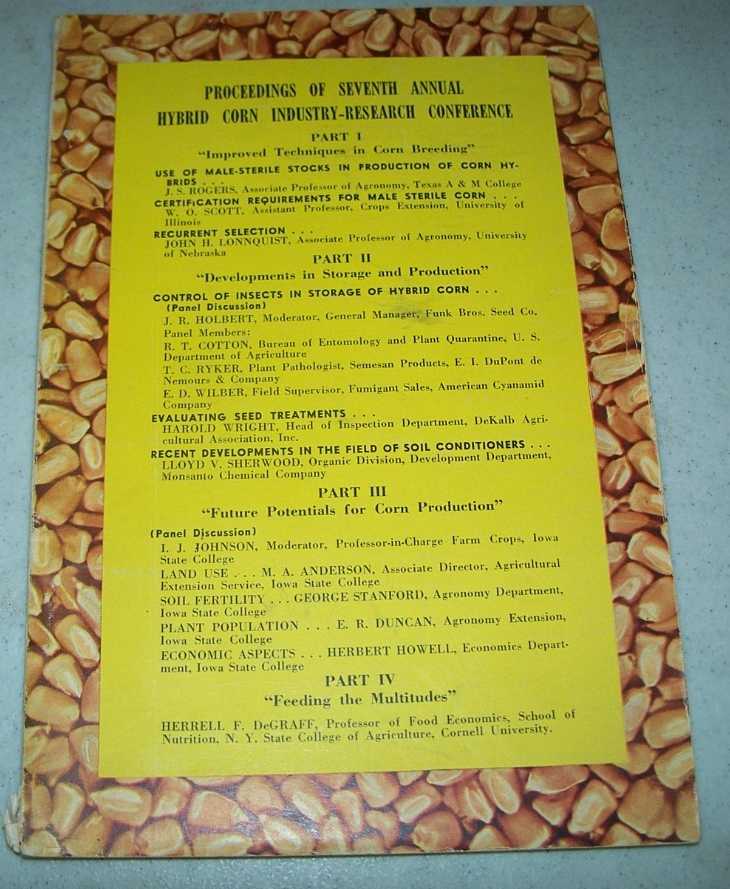 PROCEEDINGS OF SEVENTH ANNUAL
HYBRID CORN INDUSTRY-RESEARCH CONFERENCE
PART I
"Improved Techniques in Corn Breeding"
USE OF MALE-STERILE STOCKS IN PRODUCTION OF CORN HY-
BRIDS . . .
J. S. ROGERS, Associate Professor of Agronomy, Texas A & M College
CERTIFICATION REQUIREMENTS FOR MALE STERILE CORN . . .
W. O. SCOTT, Assistant Professor, Crops Extension, University of
Illinois
RECURRENT SELECTION . . .
JOHN H. LONNQUIST, Associate Professor of Agronomy, University
of Nebraska
PART II
"Developments in Storage and Production"
CONTROL OF INSECTS IN STORAGE OF HYBRID CORN . . .
(Panel Discussion)
J. R. HOLBERT, Moderator, General Manager, Funk Bros. Seed Co.
Panel Members:
R. T. COTTON, Bureau of Entomology and Plant Quarantine, U. S.
Department of Agriculture
T. C. RYKER, Plant Pathologist, Semesan Products, E. I. DuPont de
Nemours & Company
E. D. WILBER, Field Supervisor, Fumigant Sales, American Cyanamid
Company
EVALUATING SEED TREATMENTS . . .
HAROLD WRIGHT, Head of Inspection Department, DeKalb Agri-
cultural Association, Inc.
RECENT DEVELOPMENTS IN THE FIELD OF SOIL CONDITIONERS . . .
LLOYD V. SHERWOOD, Organic Division, Development Department,
Monsanto Chemical Company
PART III
"Future Potentials for Corn Production"
(Panel Discussion)
I. J. JOHNSON, Moderator, Professor-in-Charge Farm Crops, Iowa
State College
LAND USE . . . M. A. ANDERSON, Associate Director, Agricultural
Extension Service, Iowa State College
SOIL FERTILITY . . . GEORGE STANFORD, Agronomy Department,
Iowa State College
PLANT POPULATION . . . E. R. DUNCAN, Agronomy Extension,
Iowa State College
ECONOMIC ASPECTS . . . HERBERT HOWELL, Economics Depart-
ment, Iowa State College
PART IV
"Feeding the Multitudes"
HERRELL F. DeGRAFF, Professor of Food Economics, School of
Nutrition, N. Y. State College of Agriculture, Cornell University.